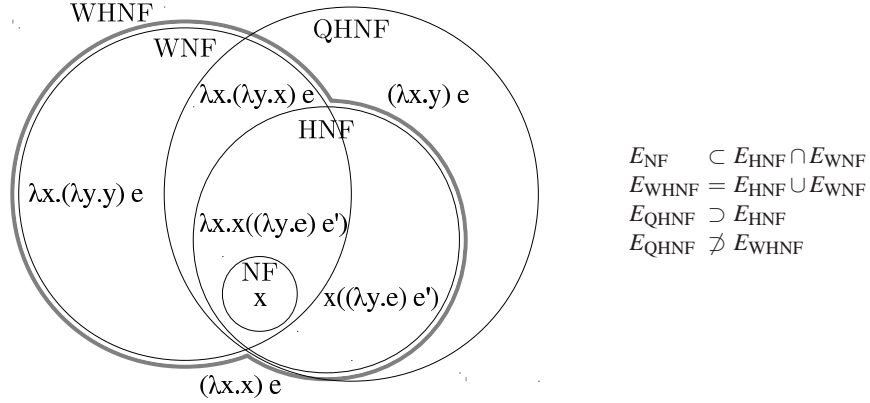 WHNF
WNF
QHNF
λx.(λy.x) e
(λx.y) e
HNF
λx.(λy.y) e
λx.x((λy.e) e')
NF
x
x((λy.e) e')
(λx.x) e
E_NF ⊂ E_HNF ∩ E_WNF
E_WHNF = E_HNF ∪ E_WNF
E_QHNF ⊃ E_HNF
E_QHNF ⊅ E_WHNF